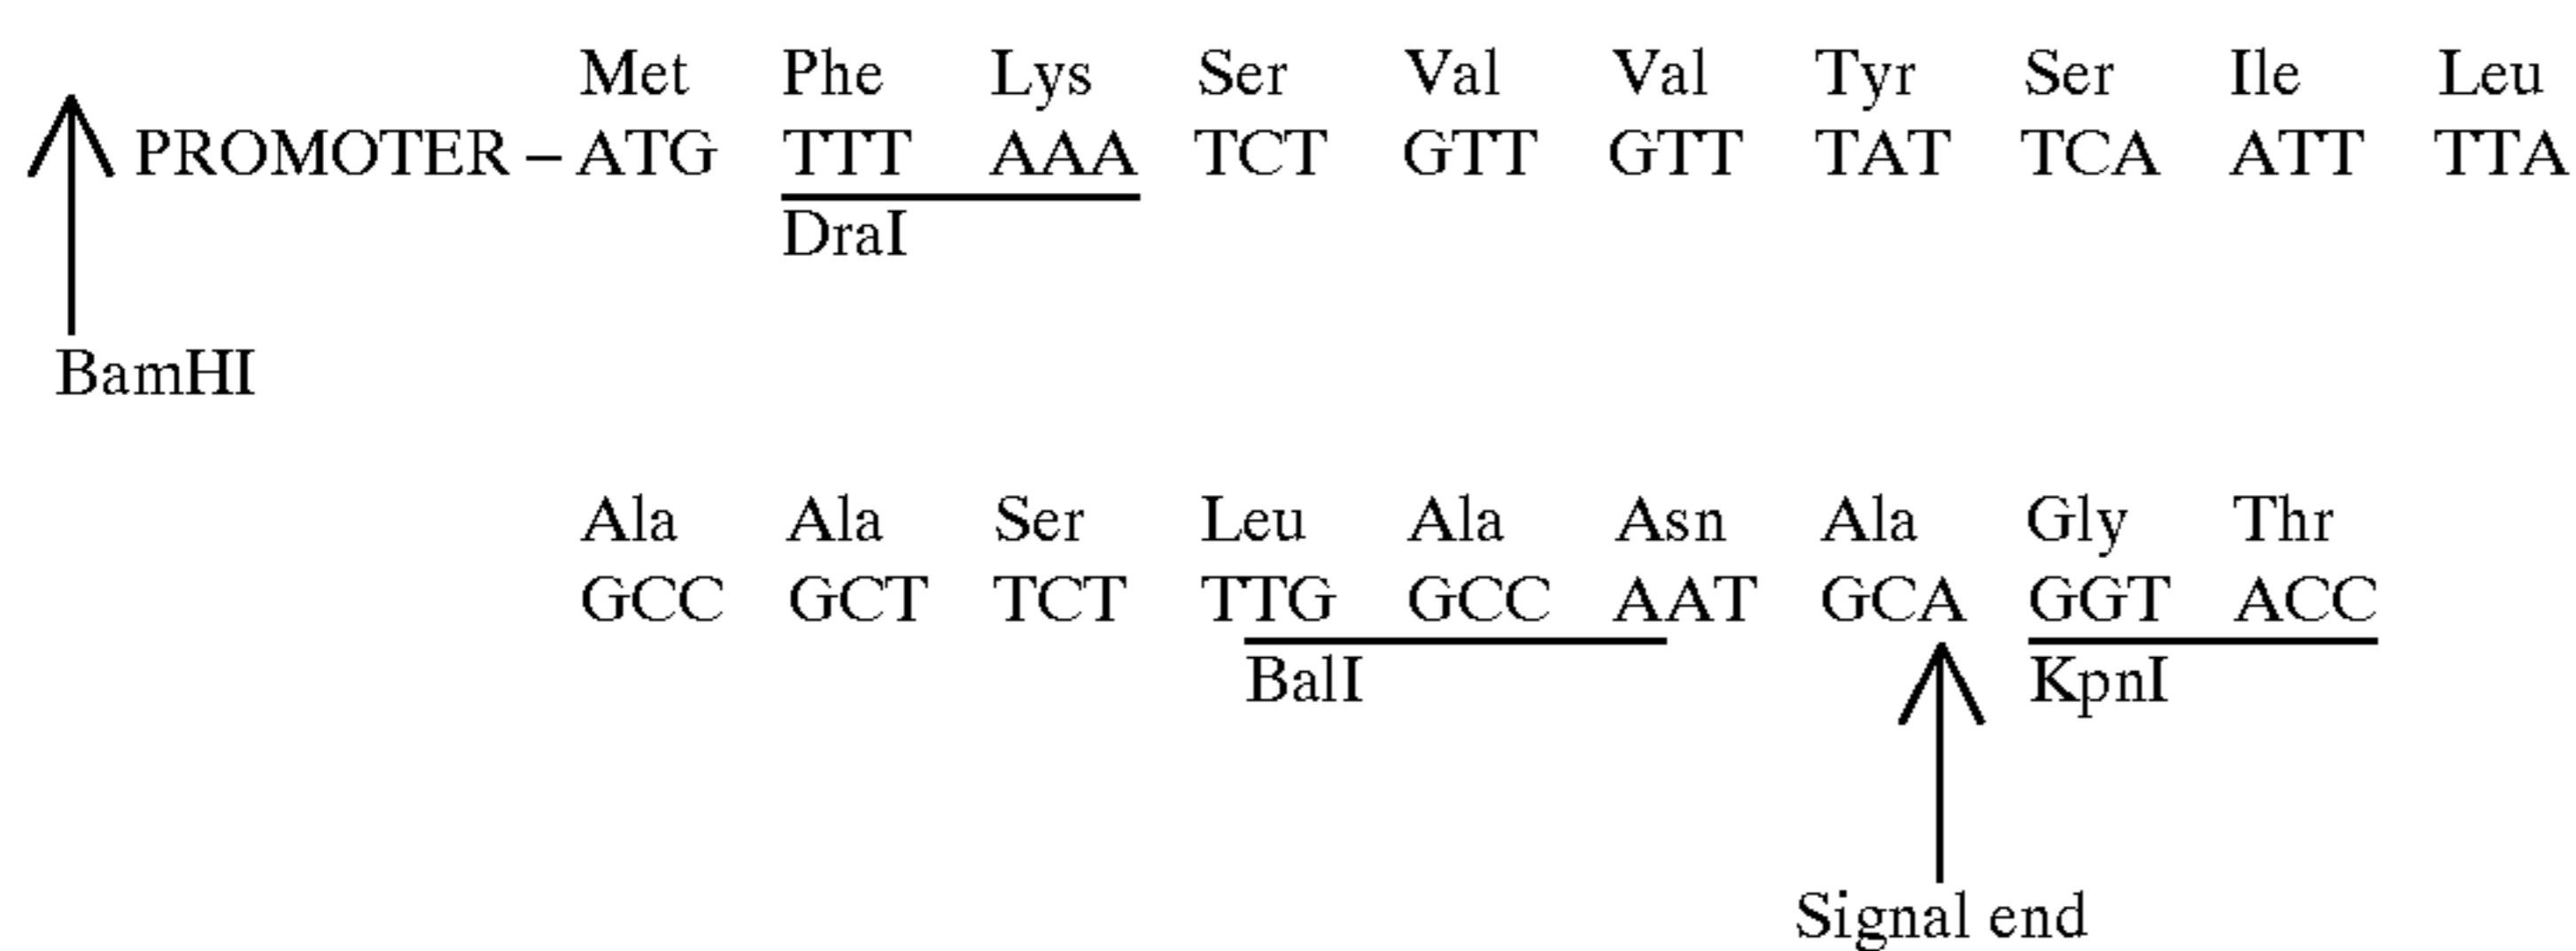 Met Phe Lys Ser Val Val Tyr Ser Ile Leu
PROMOTER – ATG TTT AAA TCT GTT GTT TAT TCA ATT TTA
DraI
BamHI
Ala Ala Ser Leu Ala Asn Ala Gly Thr
GCC GCT TCT TTG GCC AAT GCA GGT ACC
BalI KpnI
Signal end